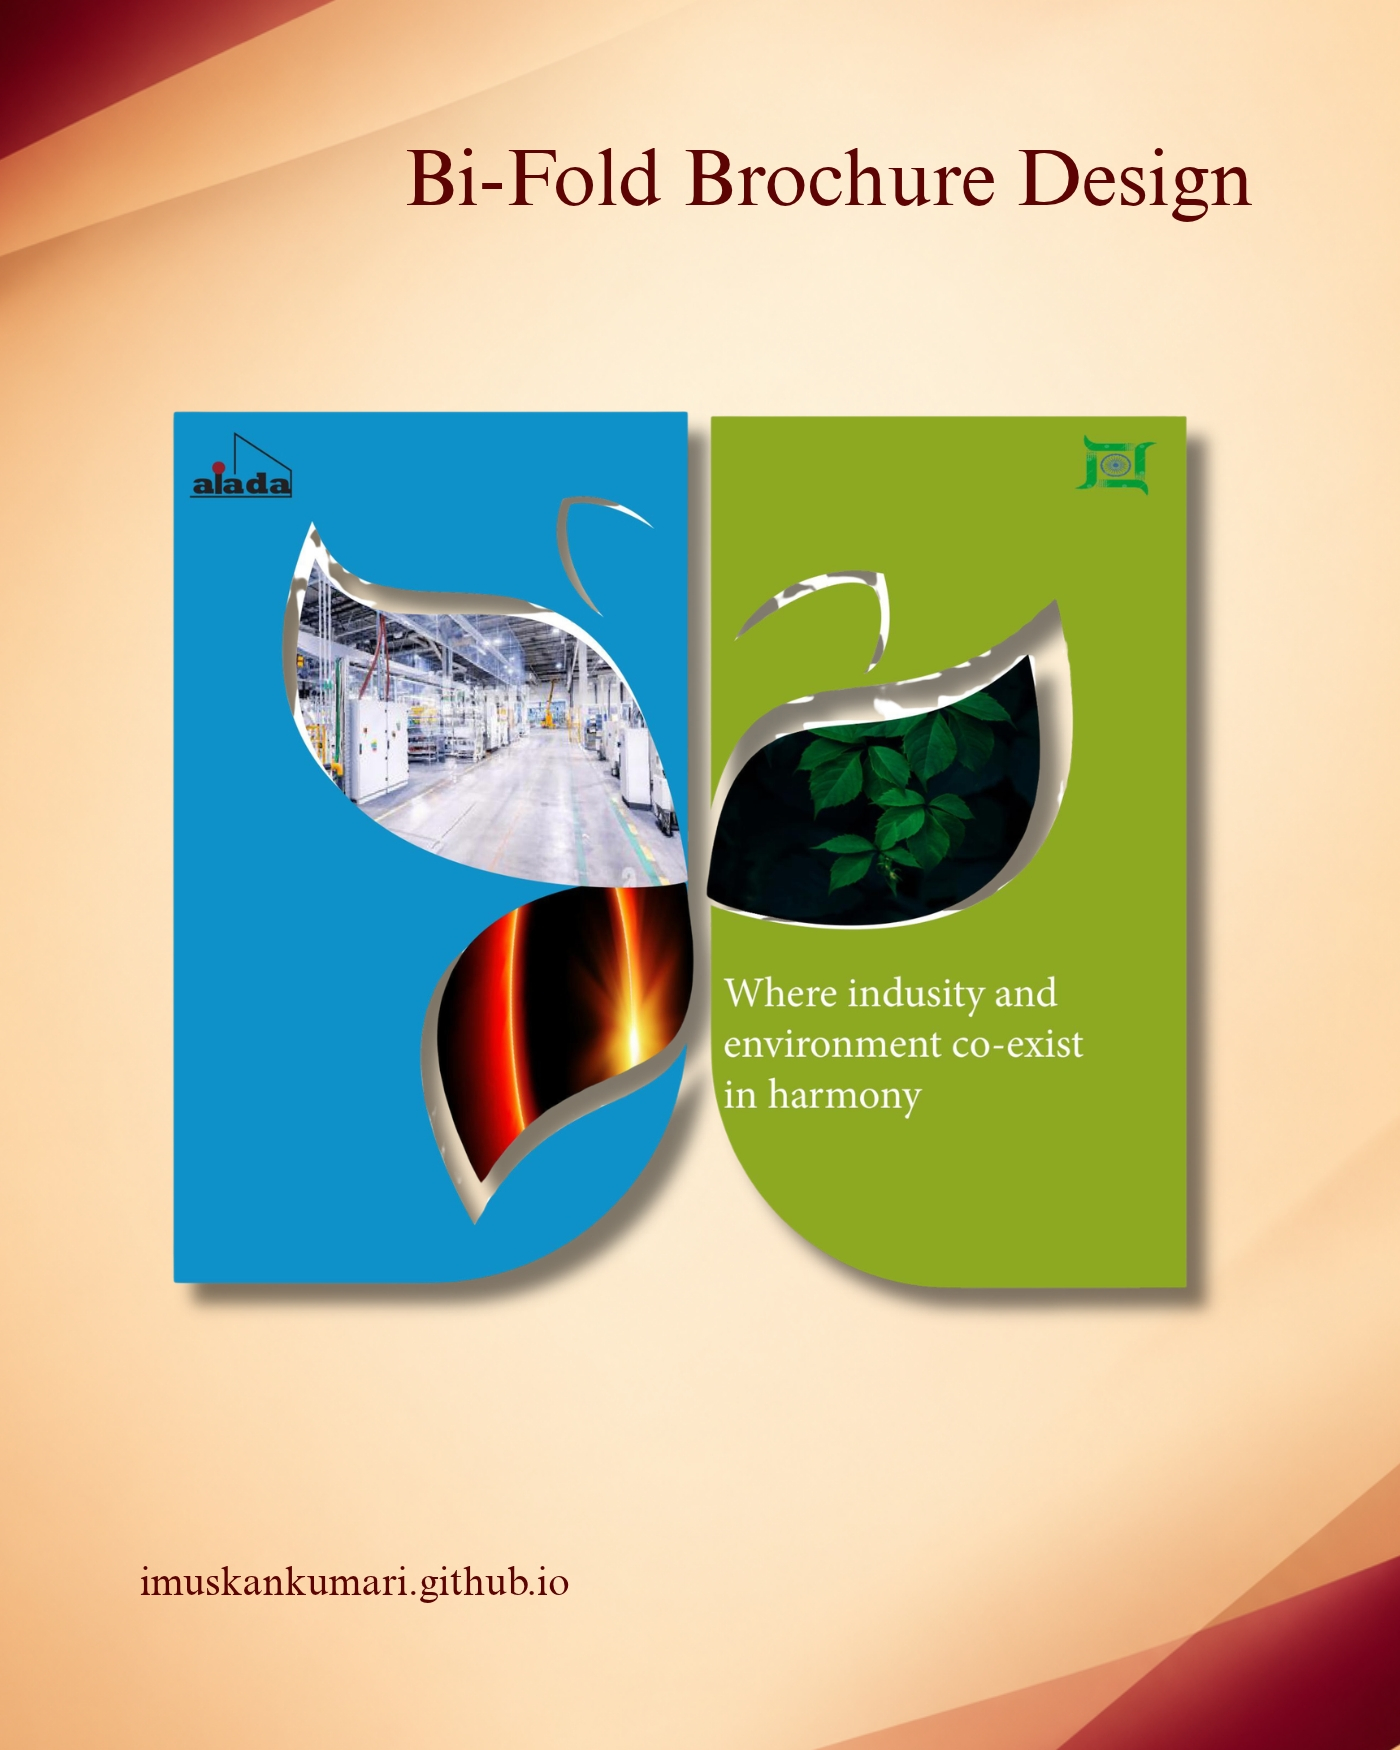 Bi-Fold Brochure Design
aiada
Where indusity and
environment co-exist
in harmony
imuskankumari.github.io